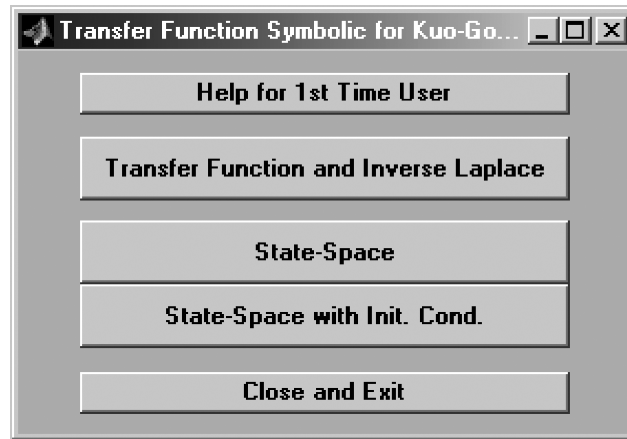 Transfer Function Symbolic for Kuo-Go...
Help for 1st Time User
Transfer Function and Inverse Laplace
State-Space
State-Space with Init. Cond.
Close and Exit